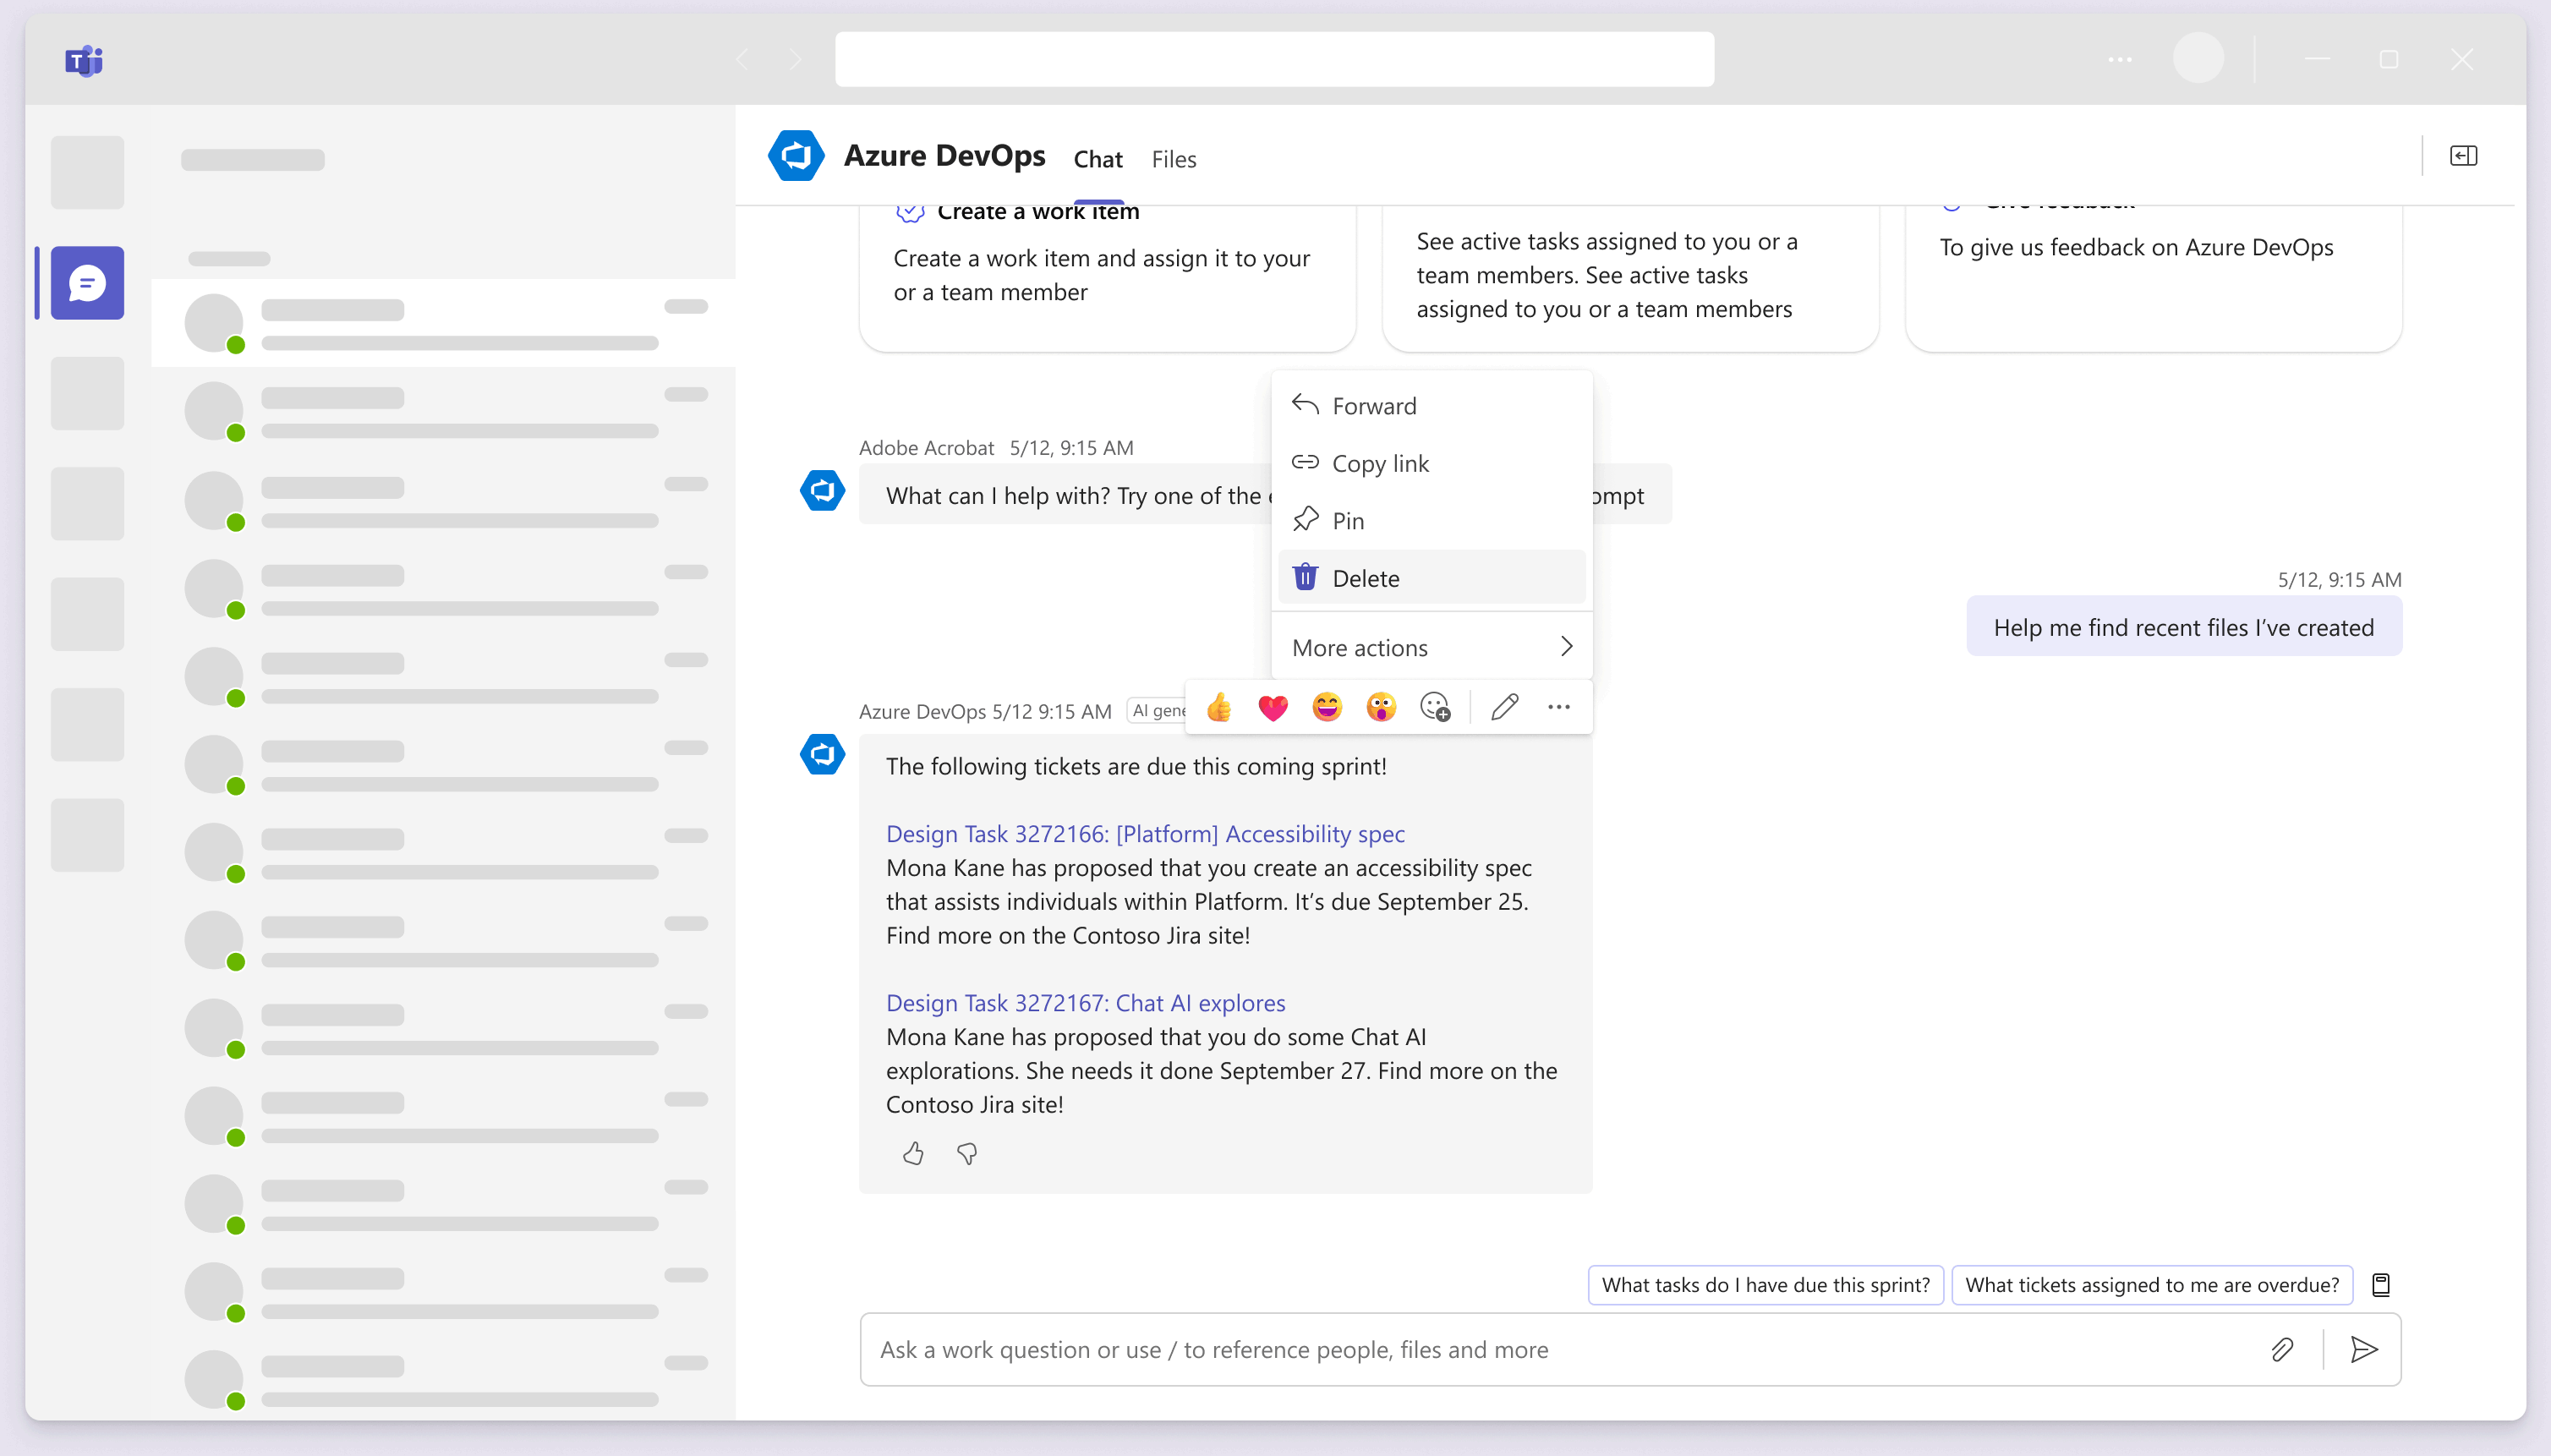 Azure DevOps
Chat
Files
Create a work item
Create a work item and assign it to your
or a team member
See active tasks assigned to you or a
team members. See active tasks
assigned to you or a team members
Give feedback
To give us feedback on Azure DevOps
Forward
Copy link
Pin
Delete
More actions
Adobe Acrobat 5/12, 9:15 AM
What can I help with? Try one of the
5/12, 9:15 AM
Help me find recent files I’ve created
Azure DevOps 5/12 9:15 AM
AI
The following tickets are due this coming sprint!
Design Task 3272166: [Platform] Accessibility spec
Mona Kane has proposed that you create an accessibility spec
that assists individuals within Platform. It’s due September 25.
Find more on the Contoso Jira site!
Design Task 3272167: Chat AI explores
Mona Kane has proposed that you do some Chat AI
explorations. She needs it done September 27. Find more on the
Contoso Jira site!
What tasks do I have due this sprint?
What tickets assigned to me are overdue?
Ask a work question or use / to reference people, files and more